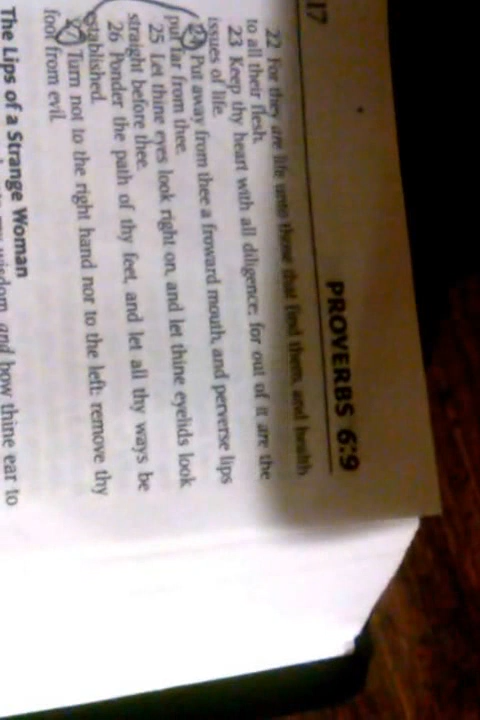 17
PROVERBS 6:9
22 For they are life unto those that find them, and health
to all their flesh.
23 Keep thy heart with all diligence; for out of it are the
issues of life.
24 Put away from thee a froward mouth, and perverse lips
put far from thee.
25 Let thine eyes look right on, and let thine eyelids look
straight before thee.
26 Ponder the path of thy feet, and let all thy ways be
established.
27 Turn not to the right hand nor to the left: remove thy
foot from evil.
The Lips of a Strange Woman
wisdom, and bow thine ear to